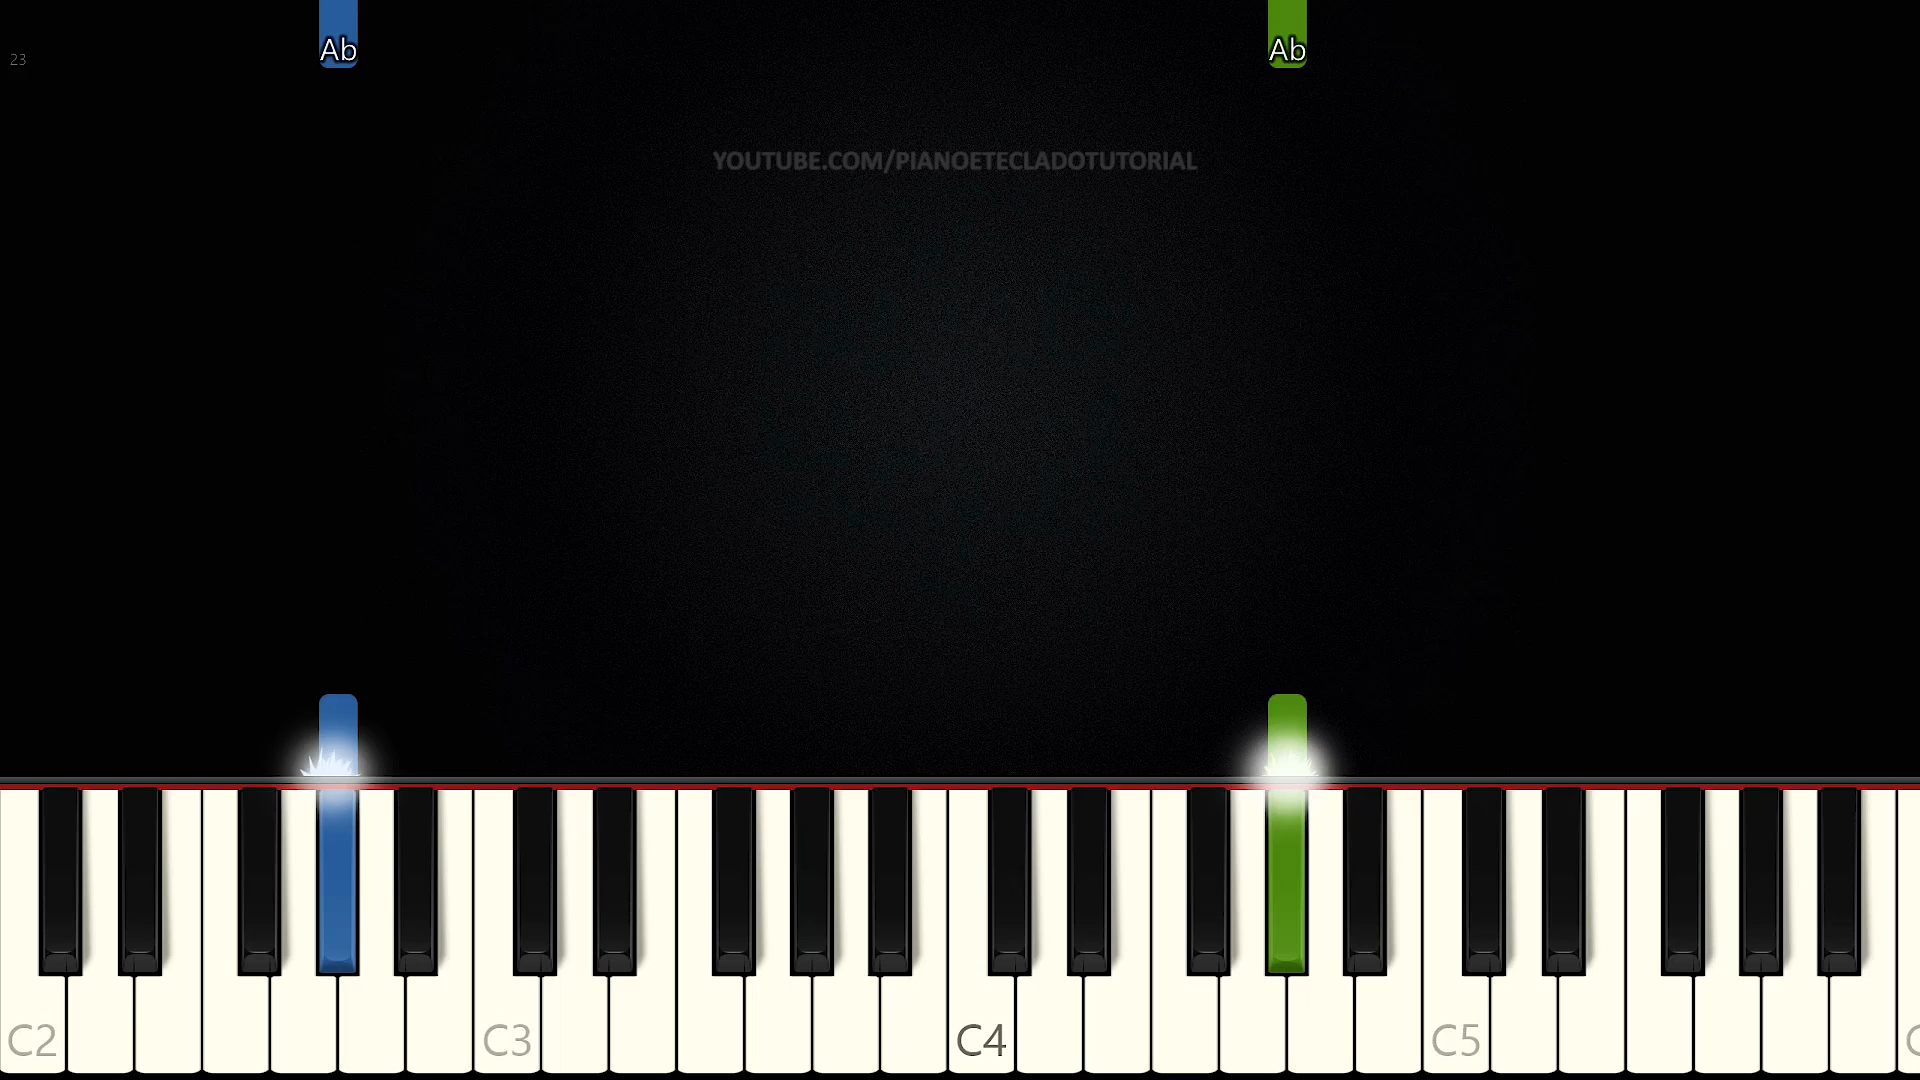 Ab
Ab
23
YOUTUBE.COM/PIANOETECLADOTUTORIAL
C2
C3
C4
C5